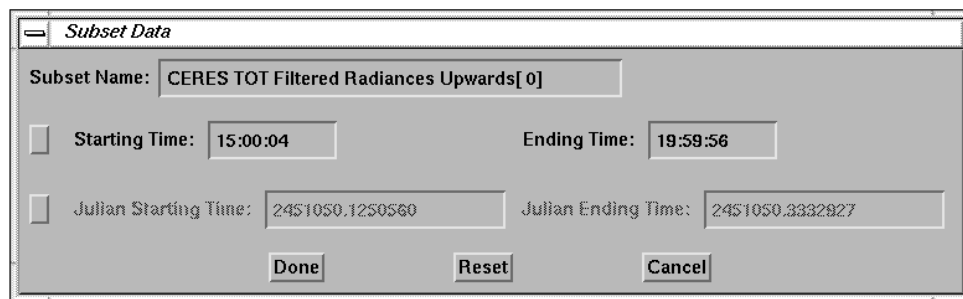 Subset Data
Subset Name: CERES TOT Filtered Radiances Upwards[ 0]
Starting Time: 15:00:04 Ending Time: 19:59:56
Julian Starting Time: 2451050.1250560 Julian Ending Time: 2451050.3332827
Done Reset Cancel